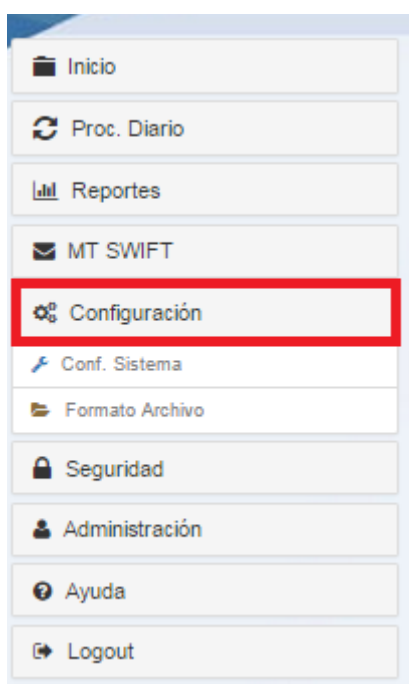 Inicio
Proc. Diario
Reportes
MT SWIFT
Configuración
Conf. Sistema
Formato Archivo
Seguridad
Administración
Ayuda
Logout